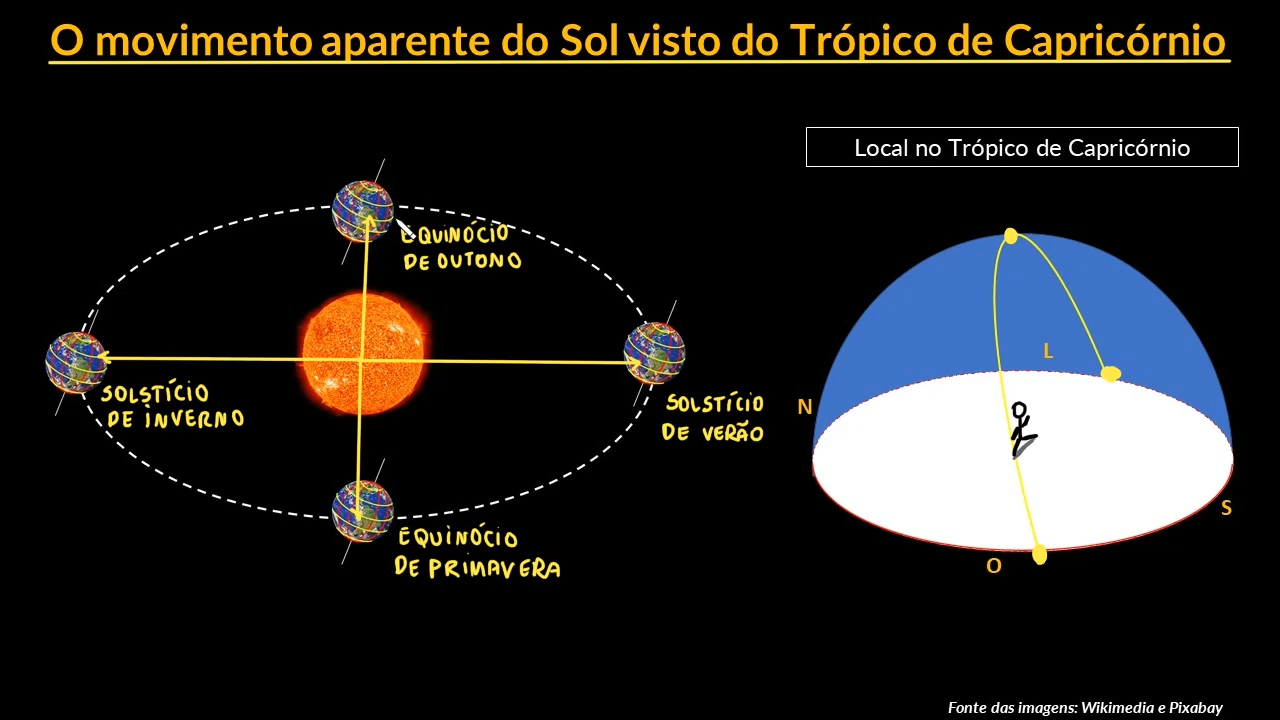 O movimento aparente do Sol visto do Trópico de Capricórnio
Local no Trópico de Capricórnio
EQUINÓCIO
DE OUTONO
SOLSTÍCIO
DE INVERNO
SOLSTÍCIO
DE VERÃO
EQUINÓCIO
DE PRIMAVERA
L
N
S
O
Fonte das imagens: Wikimedia e Pixabay